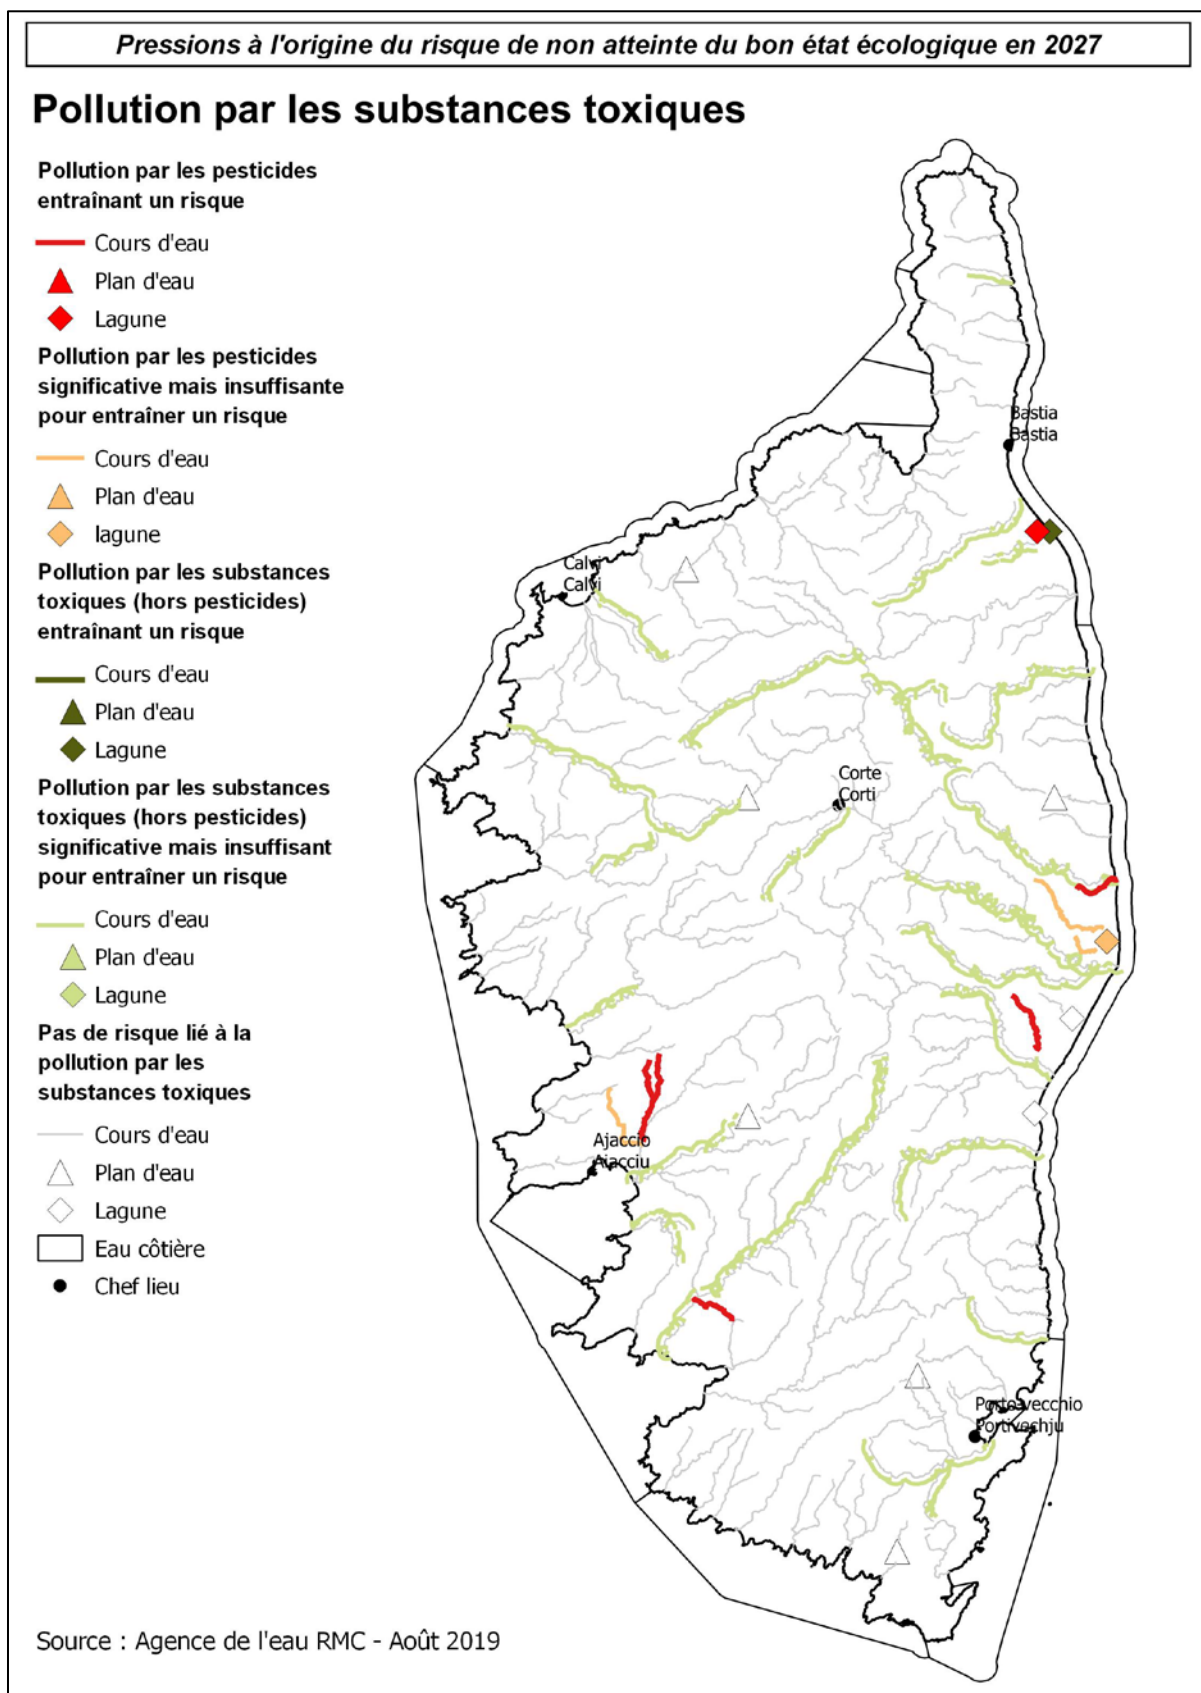 Pressions à l'origine du risque de non atteinte du bon état écologique en 2027
Pollution par les substances toxiques
Pollution par les pesticides
entraînant un risque
Cours d'eau
Plan d'eau
Lagune
Pollution par les pesticides
significative mais insuffisante
pour entraîner un risque
Cours d'eau
Plan d'eau
lagune
Pollution par les substances
toxiques (hors pesticides)
entraînant un risque
Cours d'eau
Plan d'eau
Lagune
Pollution par les substances
toxiques (hors pesticides)
significative mais insuffisant
pour entraîner un risque
Cours d'eau
Plan d'eau
Lagune
Pas de risque lié à la
pollution par les
substances toxiques
Cours d'eau
Plan d'eau
Lagune
Eau côtière
Chef lieu
Bastia
Bastia
Calvi
Calvi
Corte
Corti
Ajaccio
Aiacciu
Porto-vecchio
Portivechju
Source : Agence de l'eau RMC - Août 2019